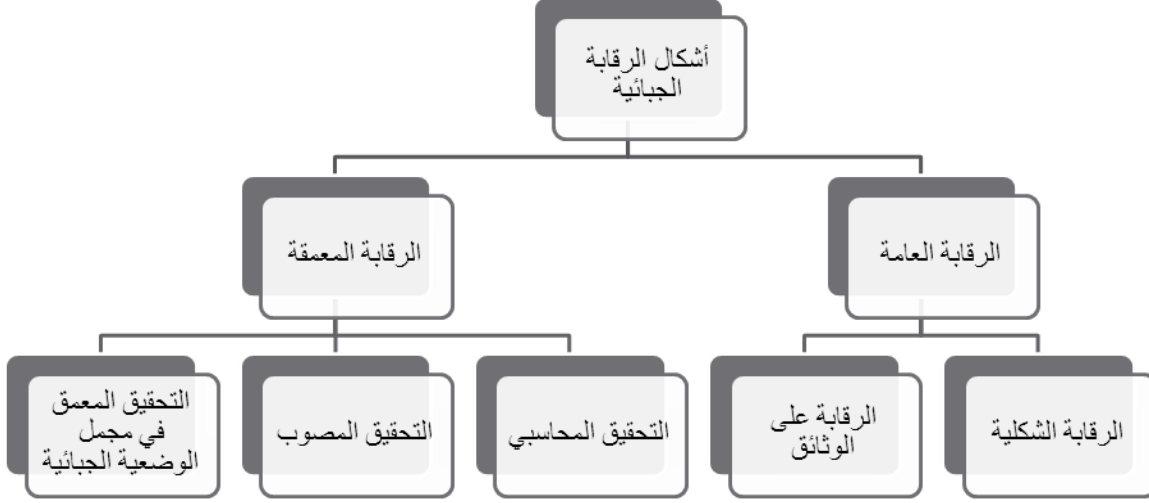 أشكال الرقابة
الجبائية
الرقابة العامة
الرقابة المعمقة
الرقابة الشكلية
الرقابة على
الوثائق
التحقيق المحاسبي
التحقيق المصوب
التحقيق المعمق
في مجمل
الوضعية الجبائية